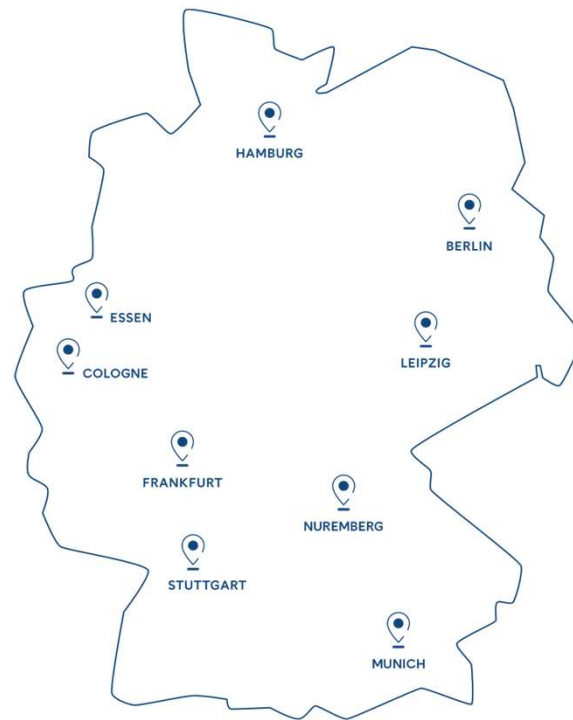 HAMBURG
BERLIN
ESSEN
LEIPZIG
COLOGNE
FRANKFURT
NUREMBERG
STUTTGART
MUNICH